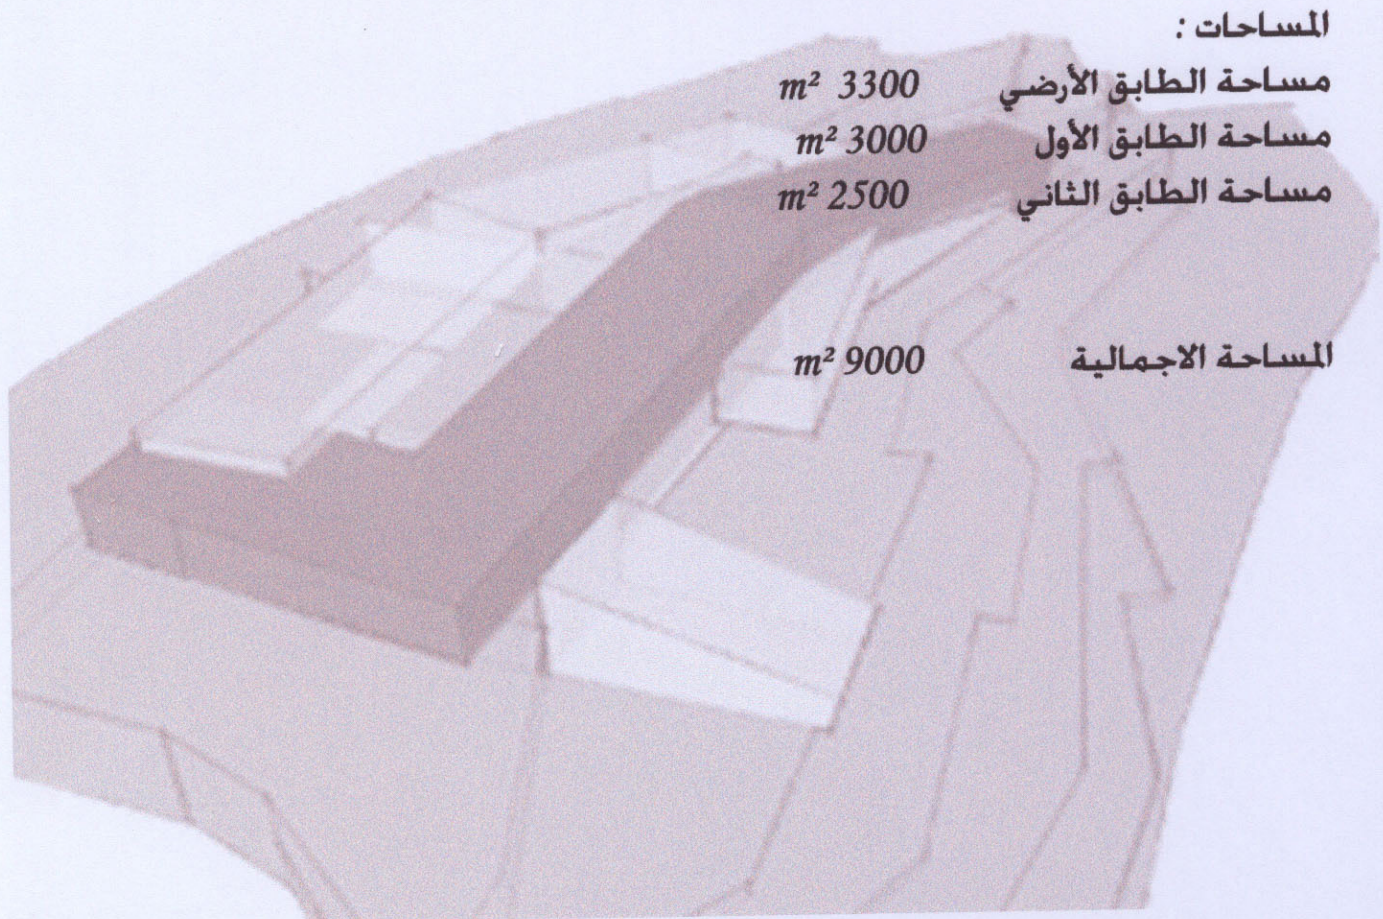 المساحات :
مساحة الطابق الأرضي 3300 m²
مساحة الطابق الأول 3000 m²
مساحة الطابق الثاني 2500 m²
المساحة الاجمالية 9000 m²